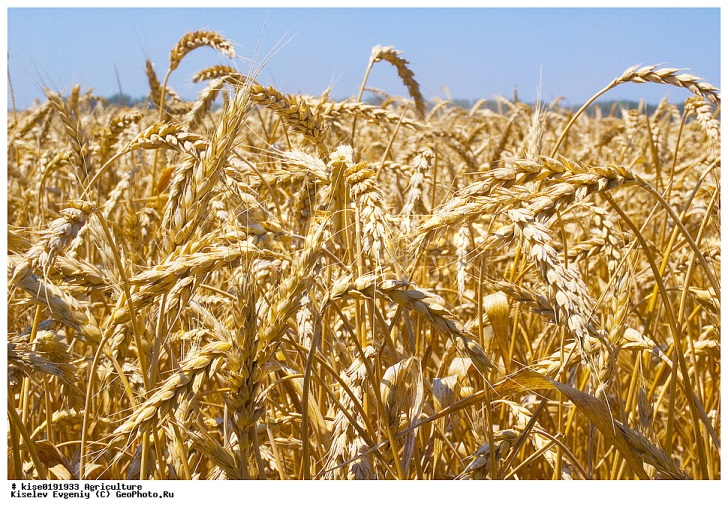 # kise0191933 Agriculture
Kiselev Evgeniy (C) GeoPhoto.Ru